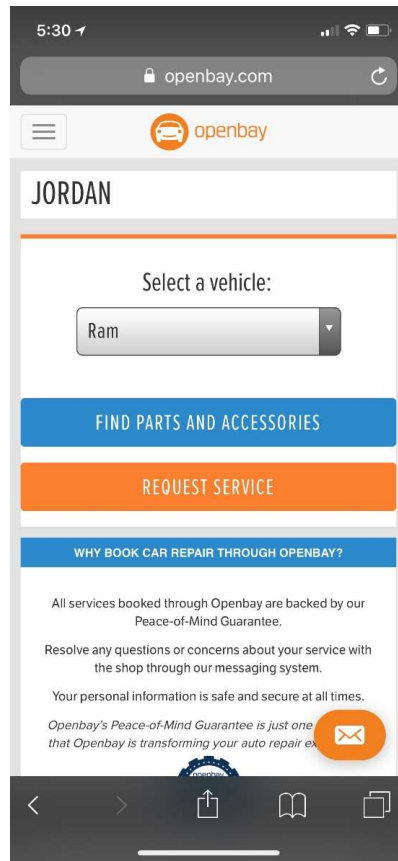 5:30
openbay.com
openbay
JORDAN
Select a vehicle:
Ram
FIND PARTS AND ACCESSORIES
REQUEST SERVICE
WHY BOOK CAR REPAIR THROUGH OPENBAY?
All services booked through Openbay are backed by our
Peace-of-Mind Guarantee.
Resolve any questions or concerns about your service with
the shop through our messaging system.
Your personal information is safe and secure at all times.
Openbay's Peace-of-Mind Guarantee is just one
that Openbay is transforming your auto repair
openbay